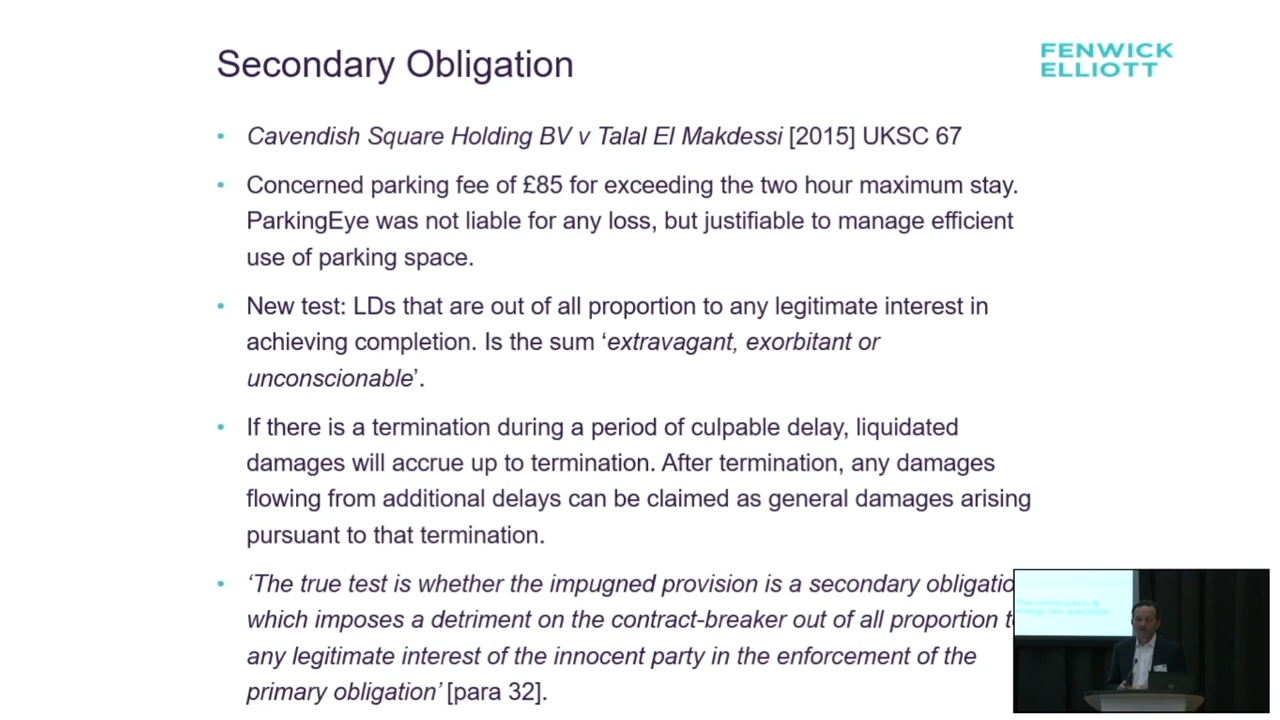 Secondary Obligation
FENWICK
ELLIOTT
• Cavendish Square Holding BV v Talal El Makdessi [2015] UKSC 67
• Concerned parking fee of £85 for exceeding the two hour maximum stay.
ParkingEye was not liable for any loss, but justifiable to manage efficient
use of parking space.
• New test: LDs that are out of all proportion to any legitimate interest in
achieving completion. Is the sum ‘extravagant, exorbitant or
unconscionable’.
• If there is a termination during a period of culpable delay, liquidated
damages will accrue up to termination. After termination, any damages
flowing from additional delays can be claimed as general damages arising
pursuant to that termination.
• ‘The true test is whether the impugned provision is a secondary obligatio
which imposes a detriment on the contract-breaker out of all proportion t
any legitimate interest of the innocent party in the enforcement of the
primary obligation’ [para 32].
The construction &
energy law specialists